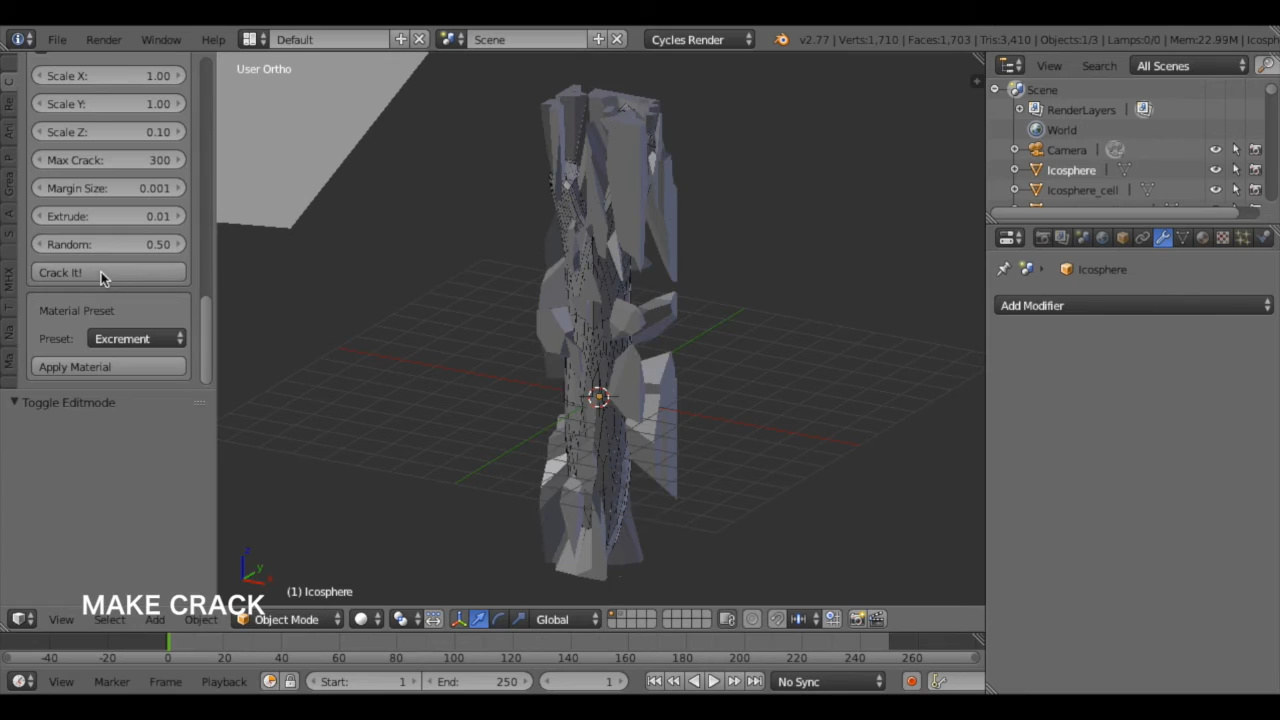 File Render Window Help Default Scene Cycles Render v2.77 | Verts:1,710 | Faces:1,703 | Tris:3,410 | Objects:1/3 | Lamps:0/0 | Mem:22.99M | Icosph
Scale X: 1.00
Scale Y: 1.00
Scale Z: 0.10
Max Crack: 300
Margin Size: 0.001
Extrude: 0.01
Random: 0.50
Crack It!
Material Preset
Preset: Excrement
Apply Material
Toggle Editmode
C
Re
Ani
P
Grea
A
S
MHX
T
Na
Ma
User Ortho
z
y
x
(1) Icosphere
MAKE CRACK
View Select Add Object Object Mode Global
View Search All Scenes
Scene
RenderLayers
World
Camera
Icosphere
Icosphere_cell
Icosphere
Add Modifier
-40 -20 0 20 40 60 80 100 120 140 160 180 200 220 240 260
View Marker Frame Playback Start: 1 End: 250 1 No Sync